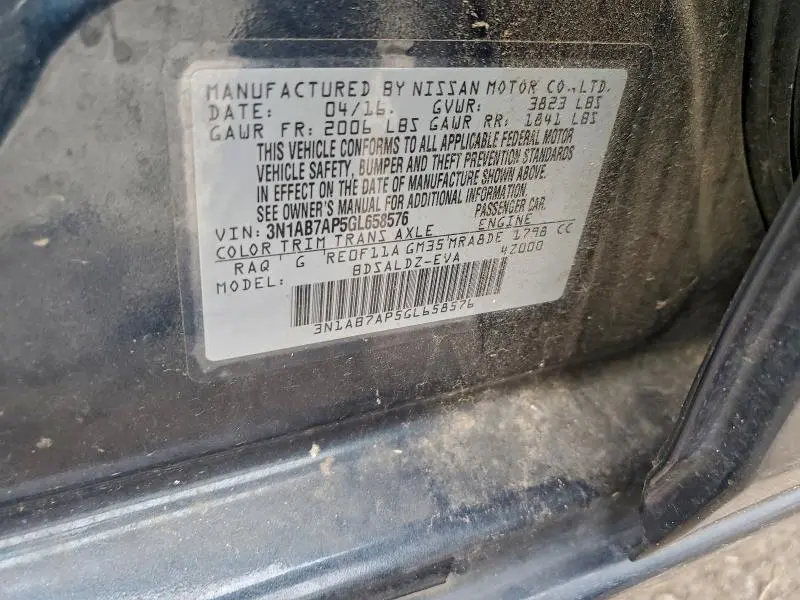 MANUFACTURED BY NISSAN MOTOR CO.,LTD.
DATE: 04/16. GVWR: 3823 LBS
GAWR FR: 2006 LBS GAWR RR: 1841 LBS
THIS VEHICLE CONFORMS TO ALL APPLICABLE FEDERAL MOTOR
VEHICLE SAFETY, BUMPER AND THEFT PREVENTION STANDARDS
IN EFFECT ON THE DATE OF MANUFACTURE SHOWN ABOVE.
SEE OWNER'S MANUAL FOR ADDITIONAL INFORMATION.
VIN: 3N1AB7AP5GL658576 PASSENGER CAR.
COLOR TRIM TRANS AXLE ENGINE
RAQ G RE0F11A GM35 MRA8DE 1798 CC
MODEL: BDSALDZ-EVA 42000
3N1AB7AP5GL658576